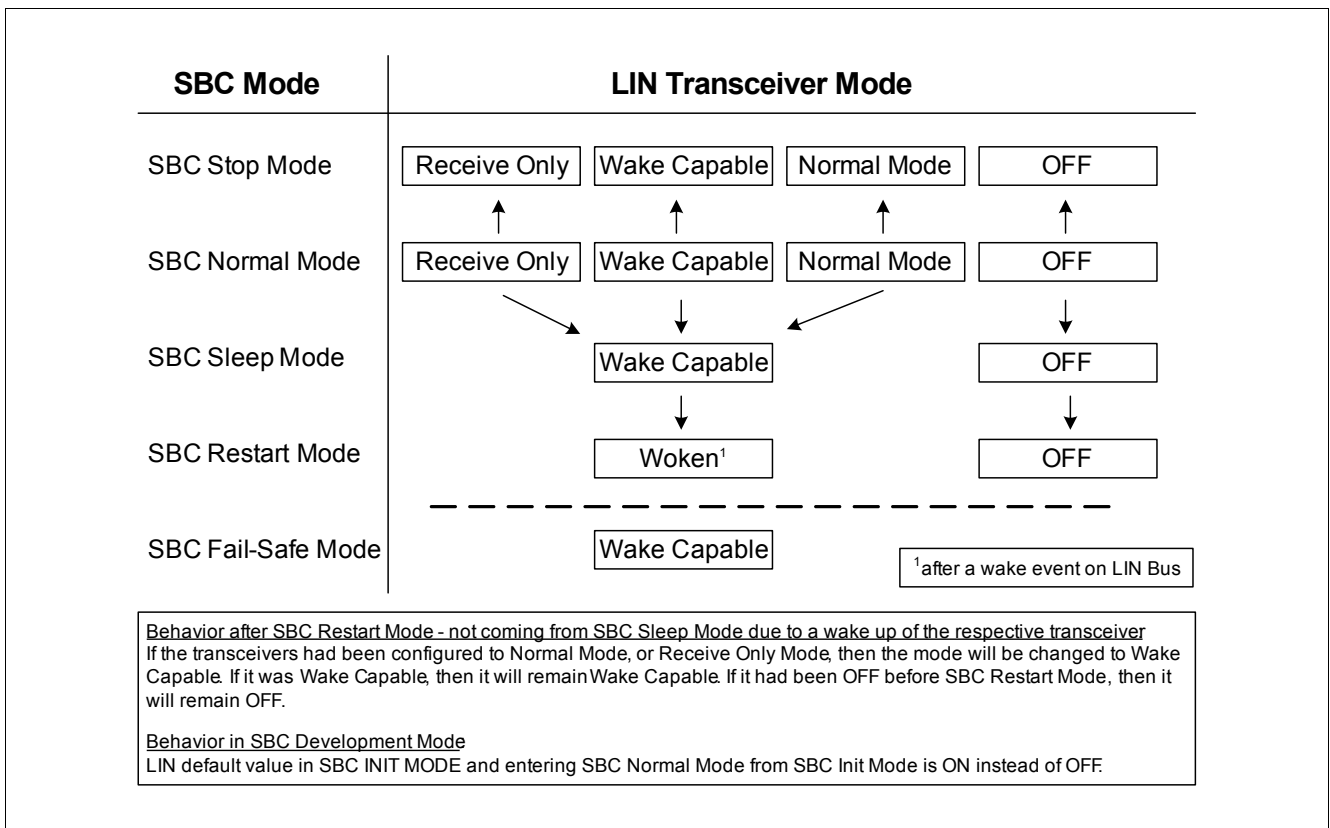 SBC Mode LIN Transceiver Mode
SBC Stop Mode Receive Only Wake Capable Normal Mode OFF
SBC Normal Mode Receive Only Wake Capable Normal Mode OFF
SBC Sleep Mode Wake Capable OFF
SBC Restart Mode Woken¹ OFF
SBC Fail-Safe Mode Wake Capable
¹after a wake event on LIN Bus
Behavior after SBC Restart Mode - not coming from SBC Sleep Mode due to a wake up of the respective transceiver
If the transceivers had been configured to Normal Mode, or Receive Only Mode, then the mode will be changed to Wake
Capable. If it was Wake Capable, then it will remain Wake Capable. If it had been OFF before SBC Restart Mode, then it
will remain OFF.
Behavior in SBC Development Mode
LIN default value in SBC INIT MODE and entering SBC Normal Mode from SBC Init Mode is ON instead of OFF.